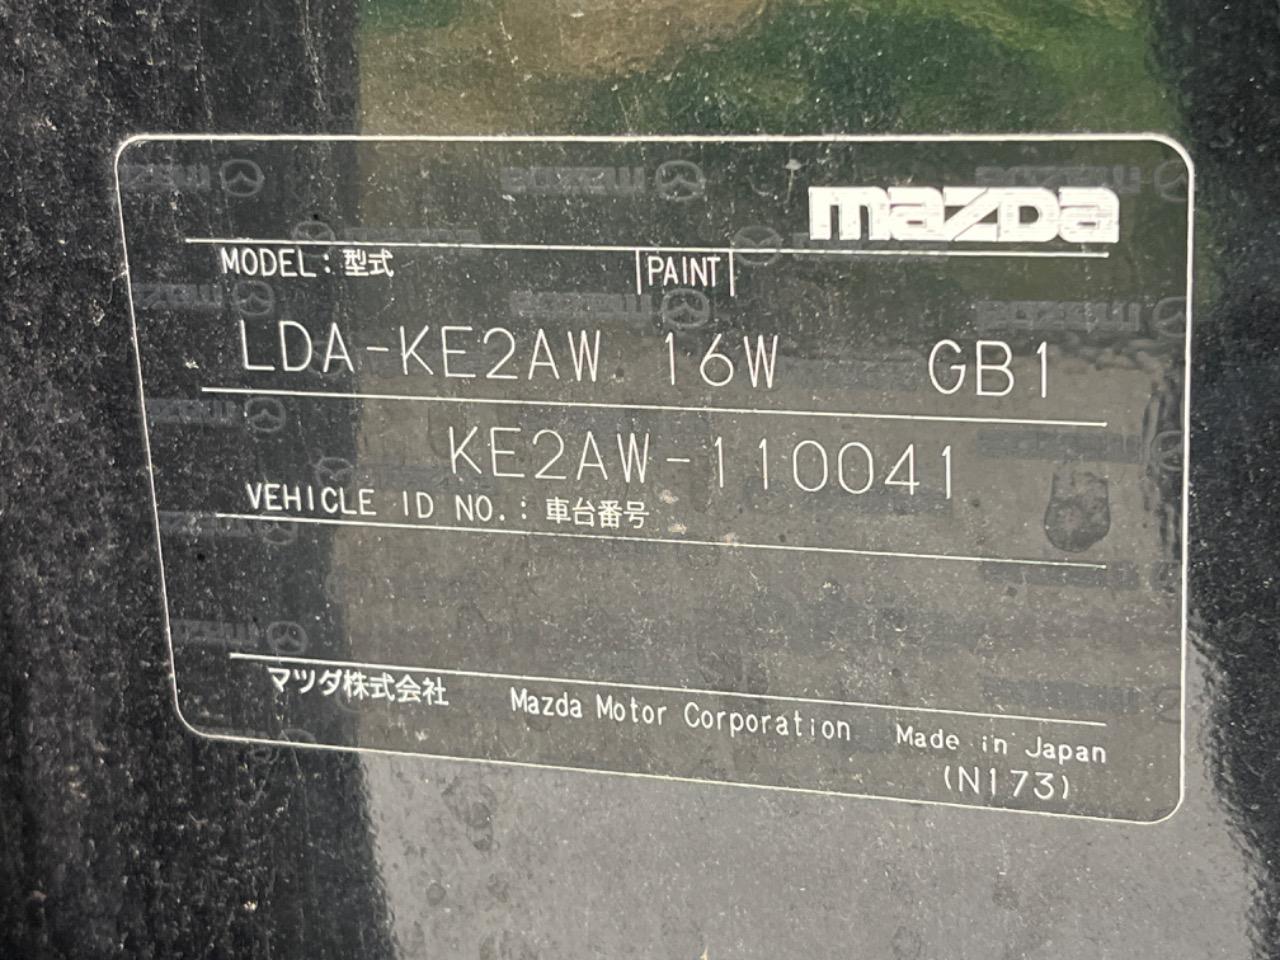 mazda
MODEL: 型式 PAINT
LDA-KE2AW 16W GB1
KE2AW-110041
VEHICLE ID NO.: 車台番号
マツダ株式会社 Mazda Motor Corporation Made in Japan
(N173)